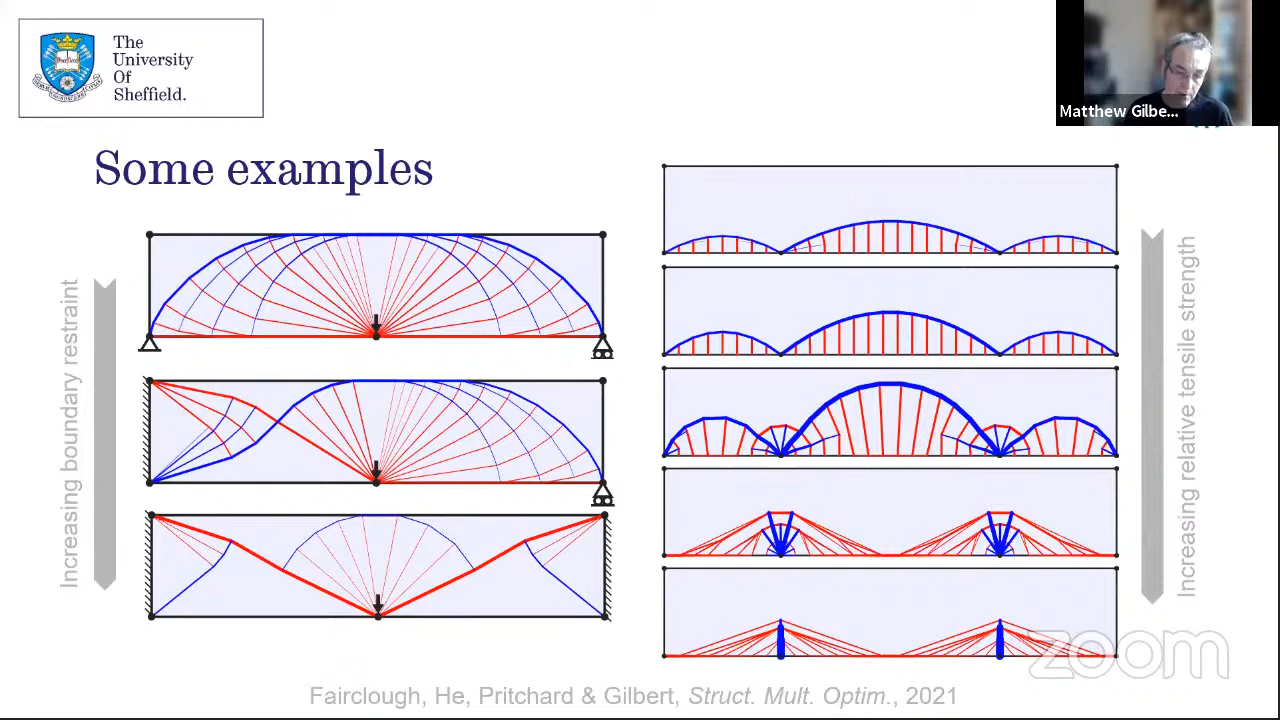 The
University
Of
Sheffield.
Matthew Gilbe...
Some examples
Increasing boundary restraint
Increasing relative tensile strength
zoom
Fairclough, He, Pritchard & Gilbert, Struct. Mult. Optim., 2021